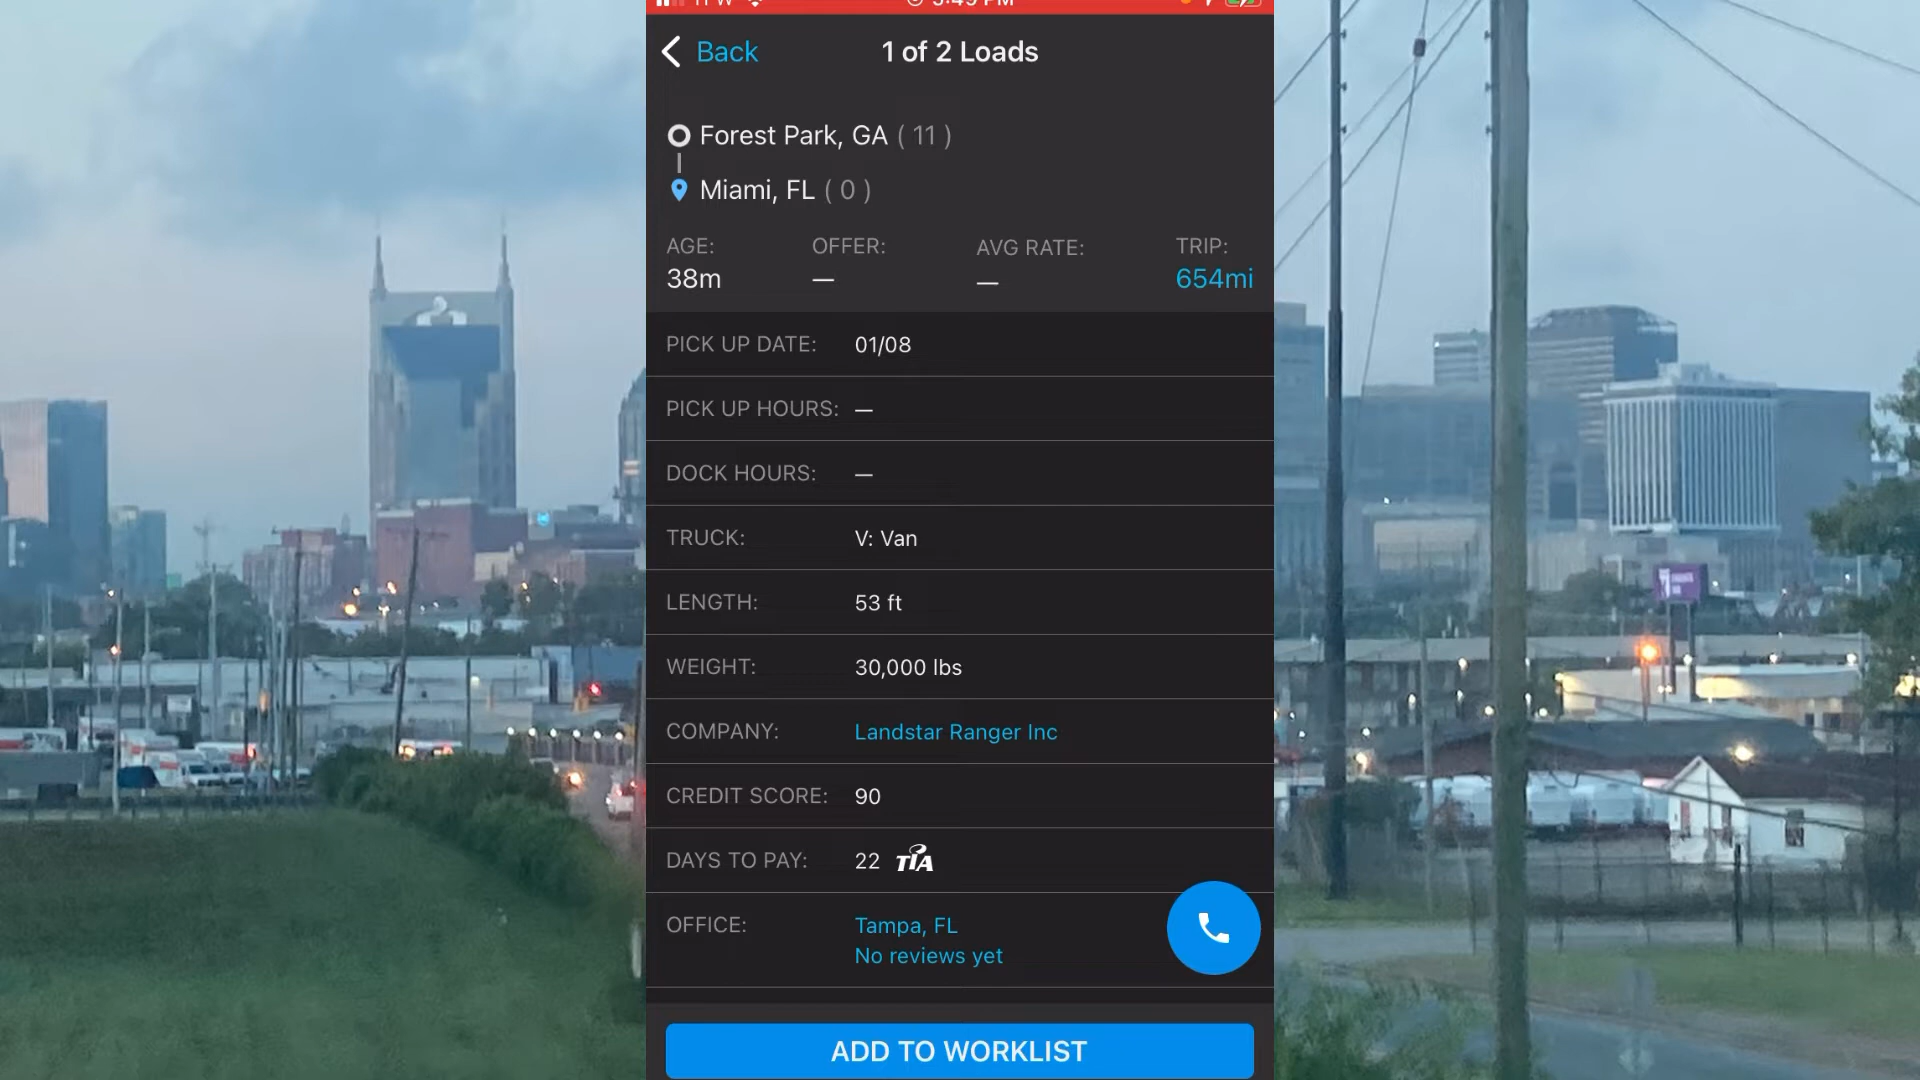 Back
1 of 2 Loads
Forest Park, GA ( 11 )
Miami, FL ( 0 )
AGE: OFFER: AVG RATE: TRIP:
38m — — 654mi
PICK UP DATE: 01/08
PICK UP HOURS: —
DOCK HOURS: —
TRUCK: V: Van
LENGTH: 53 ft
WEIGHT: 30,000 lbs
COMPANY: Landstar Ranger Inc
CREDIT SCORE: 90
DAYS TO PAY: 22 TIA
OFFICE: Tampa, FL
No reviews yet
ADD TO WORKLIST